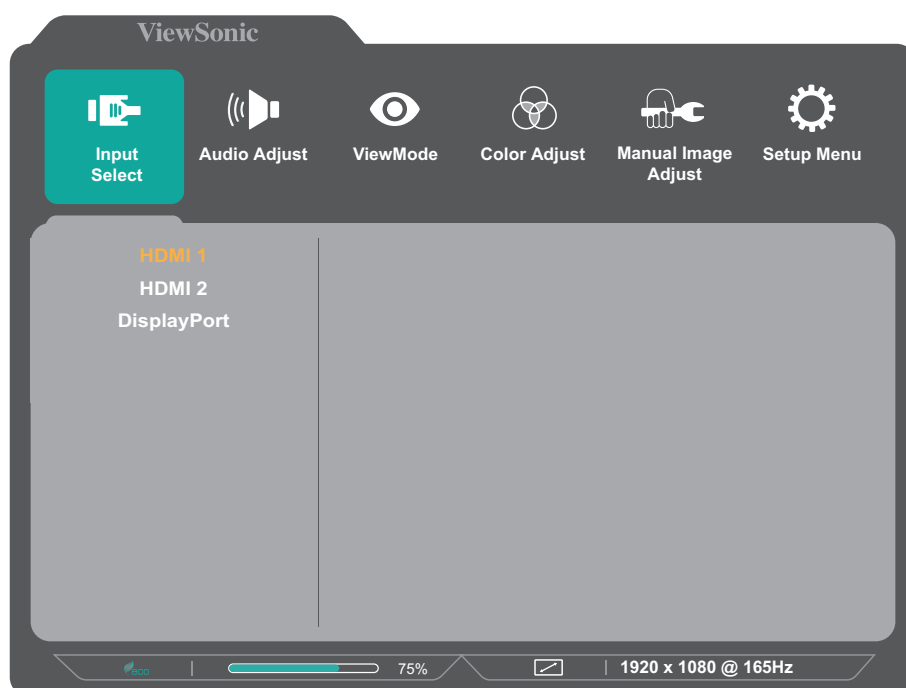 ViewSonic
Input
Select
Audio Adjust
ViewMode
Color Adjust
Manual Image
Adjust
Setup Menu
HDMI 1
HDMI 2
DisplayPort
eco
75%
1920 x 1080 @ 165Hz